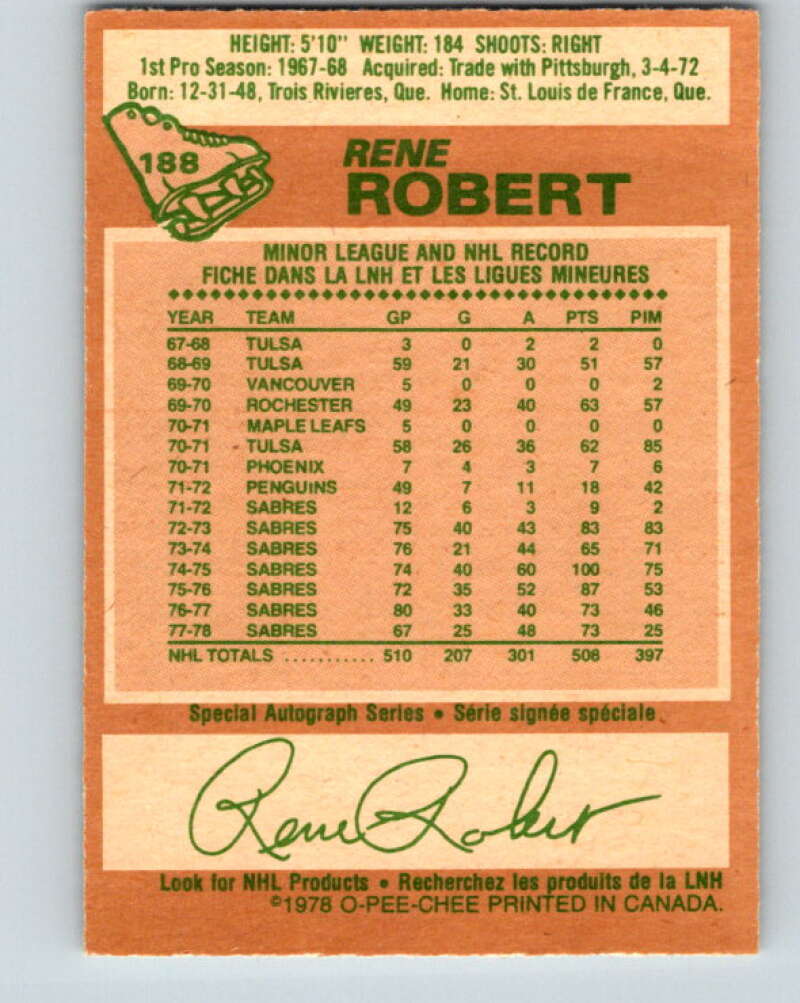 HEIGHT: 5'10" WEIGHT: 184 SHOOTS: RIGHT
1st Pro Season: 1967-68 Acquired: Trade with Pittsburgh, 3-4-72
Born: 12-31-48, Trois Rivieres, Que. Home: St. Louis de France, Que.
188
RENE
ROBERT
MINOR LEAGUE AND NHL RECORD
FICHE DANS LA LNH ET LES LIGUES MINEURES
YEAR TEAM GP G A PTS PIM
67-68 TULSA 3 0 2 2 0
68-69 TULSA 59 21 30 51 57
69-70 VANCOUVER 5 0 0 0 2
69-70 ROCHESTER 49 23 40 63 57
70-71 MAPLE LEAFS 5 0 0 0 0
70-71 TULSA 58 26 36 62 85
70-71 PHOENIX 7 4 3 7 6
71-72 PENGUINS 49 7 11 18 42
71-72 SABRES 12 6 3 9 2
72-73 SABRES 75 40 43 83 83
73-74 SABRES 76 21 44 65 71
74-75 SABRES 74 40 60 100 75
75-76 SABRES 72 35 52 87 53
76-77 SABRES 80 33 40 73 46
77-78 SABRES 67 25 48 73 25
NHL TOTALS ........... 510 207 301 508 397
Special Autograph Series • Série signée spéciale
Rene Robert
Look for NHL Products • Recherchez les produits de la LNH
©1978 O-PEE-CHEE PRINTED IN CANADA.